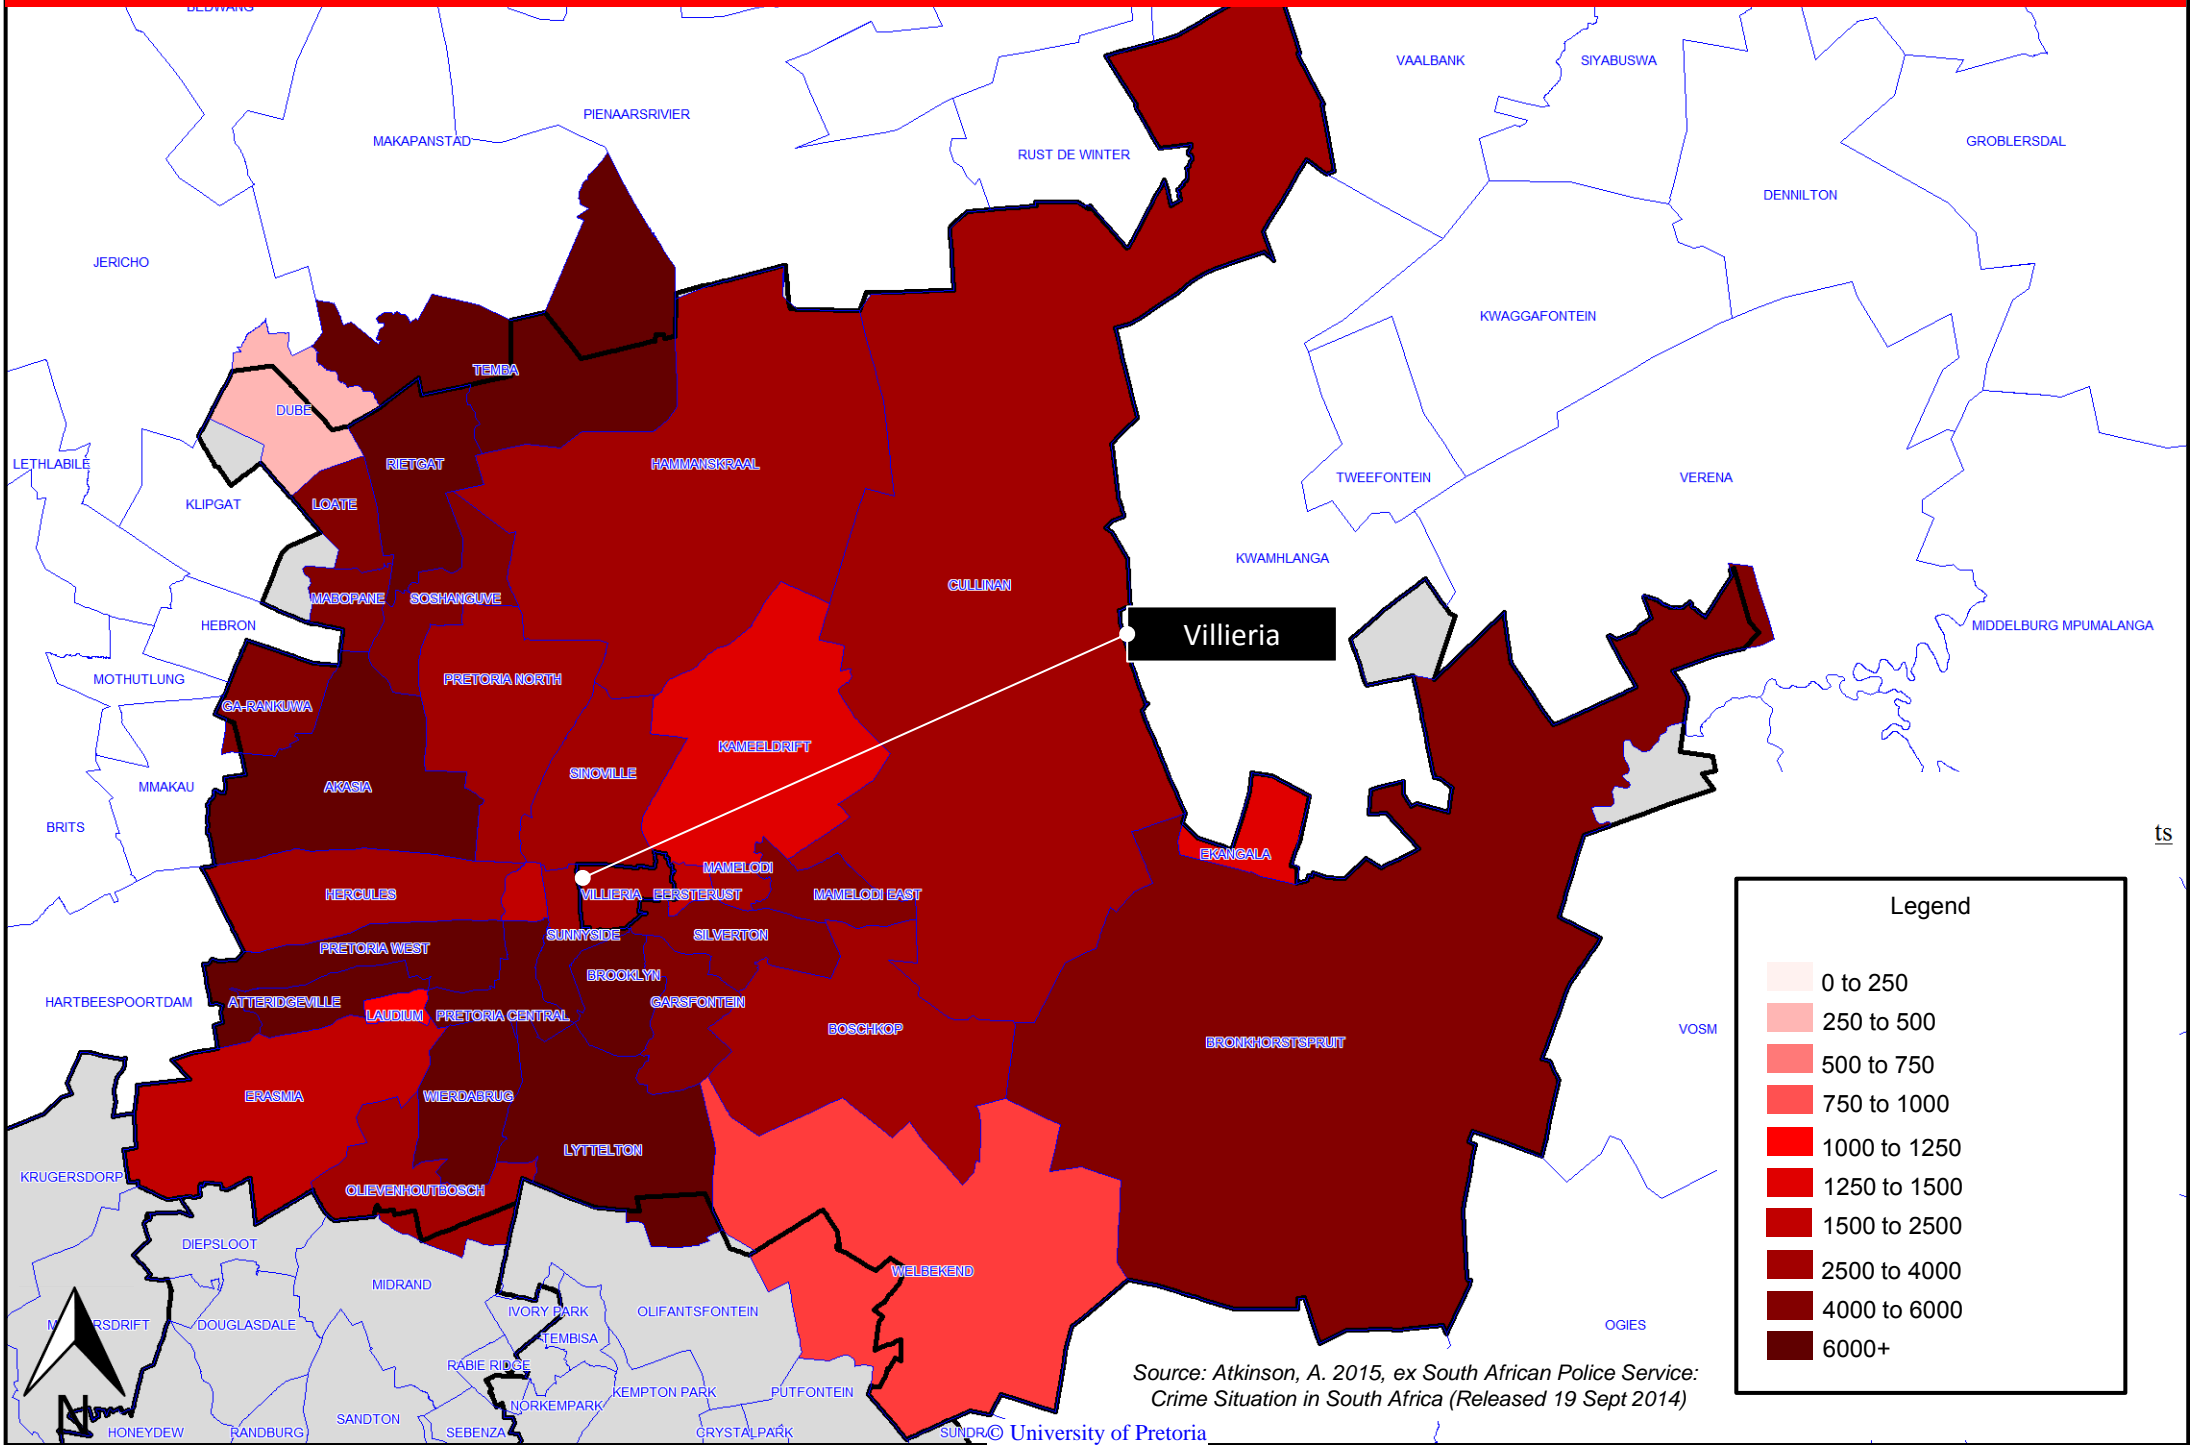 VAALBANK
SIYABUSWA
PIENAARSRIVIER
MAKAPANSTAD
GROBLERSDAL
RUST DE WINTER
DENNILTON
JERICHO
KWAGGAFONTEIN
TEMBA
DUBE
LETHLABILE
RIETGAT
HAMMANSKRAAL
TWEEFONTEIN
VERENA
KLIPGAT
LOATE
KWAMHLANGA
CULLINAN
MABOPANE
SOSHANGUVE
HEBRON
Villieria
MIDDELBURG MPUMALANGA
MOTHUTLUNG
PRETORIA NORTH
GA-RANKUWA
KAMEELDRIFT
SINOVILLE
MMAKAU
AKASIA
BRITS
ts
EKANGALA
MAMELODI
HERCULES
VILLIERIA
EERSTERUST
MAMELODI EAST
SUNNYSIDE
SILVERTON
PRETORIA WEST
BROOKLYN
HARTBEESPOORTDAM
ATTERIDGEVILLE
GARSFONTEIN
LAUDIUM
PRETORIA CENTRAL
BOSCHKOP
VOSM
BRONKHORSTSPRUIT
ERASMIA
WIERDABRUG
LYTTELTON
KRUGERSDORP
OLIEVENHOUTBOSCH
DIEPSLOOT
WELBEKEND
MIDRAND
IVORY PARK
OLIFANTSFONTEIN
RSDRIFT
DOUGLASDALE
OGIES
TEMBISA
RABIE RIDGE
KEMPTON PARK
PUTFONTEIN
NORKEMPARK
SANDTON
HONEYDEW
RANDBURG
SEBENZA
CRYSTALPARK
SUNDRA
N
Legend
0 to 250
250 to 500
500 to 750
750 to 1000
1000 to 1250
1250 to 1500
1500 to 2500
2500 to 4000
4000 to 6000
6000+
Source: Atkinson, A. 2015, ex South African Police Service:
Crime Situation in South Africa (Released 19 Sept 2014)
© University of Pretoria